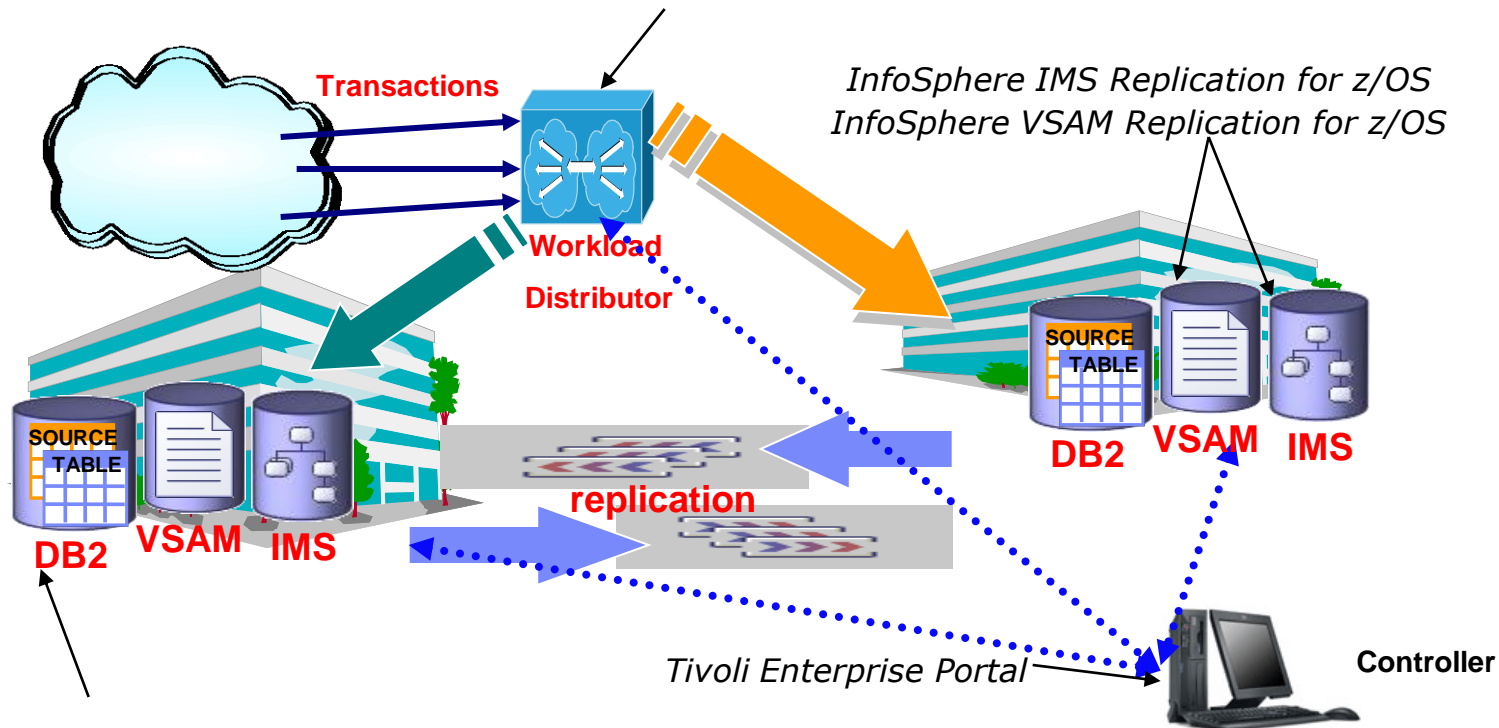 Transactions
InfoSphere IMS Replication for z/OS
InfoSphere VSAM Replication for z/OS
Workload
Distributor
SOURCE
TABLE
DB2
VSAM
IMS
SOURCE
TABLE
DB2
VSAM
IMS
replication
Tivoli Enterprise Portal
Controller